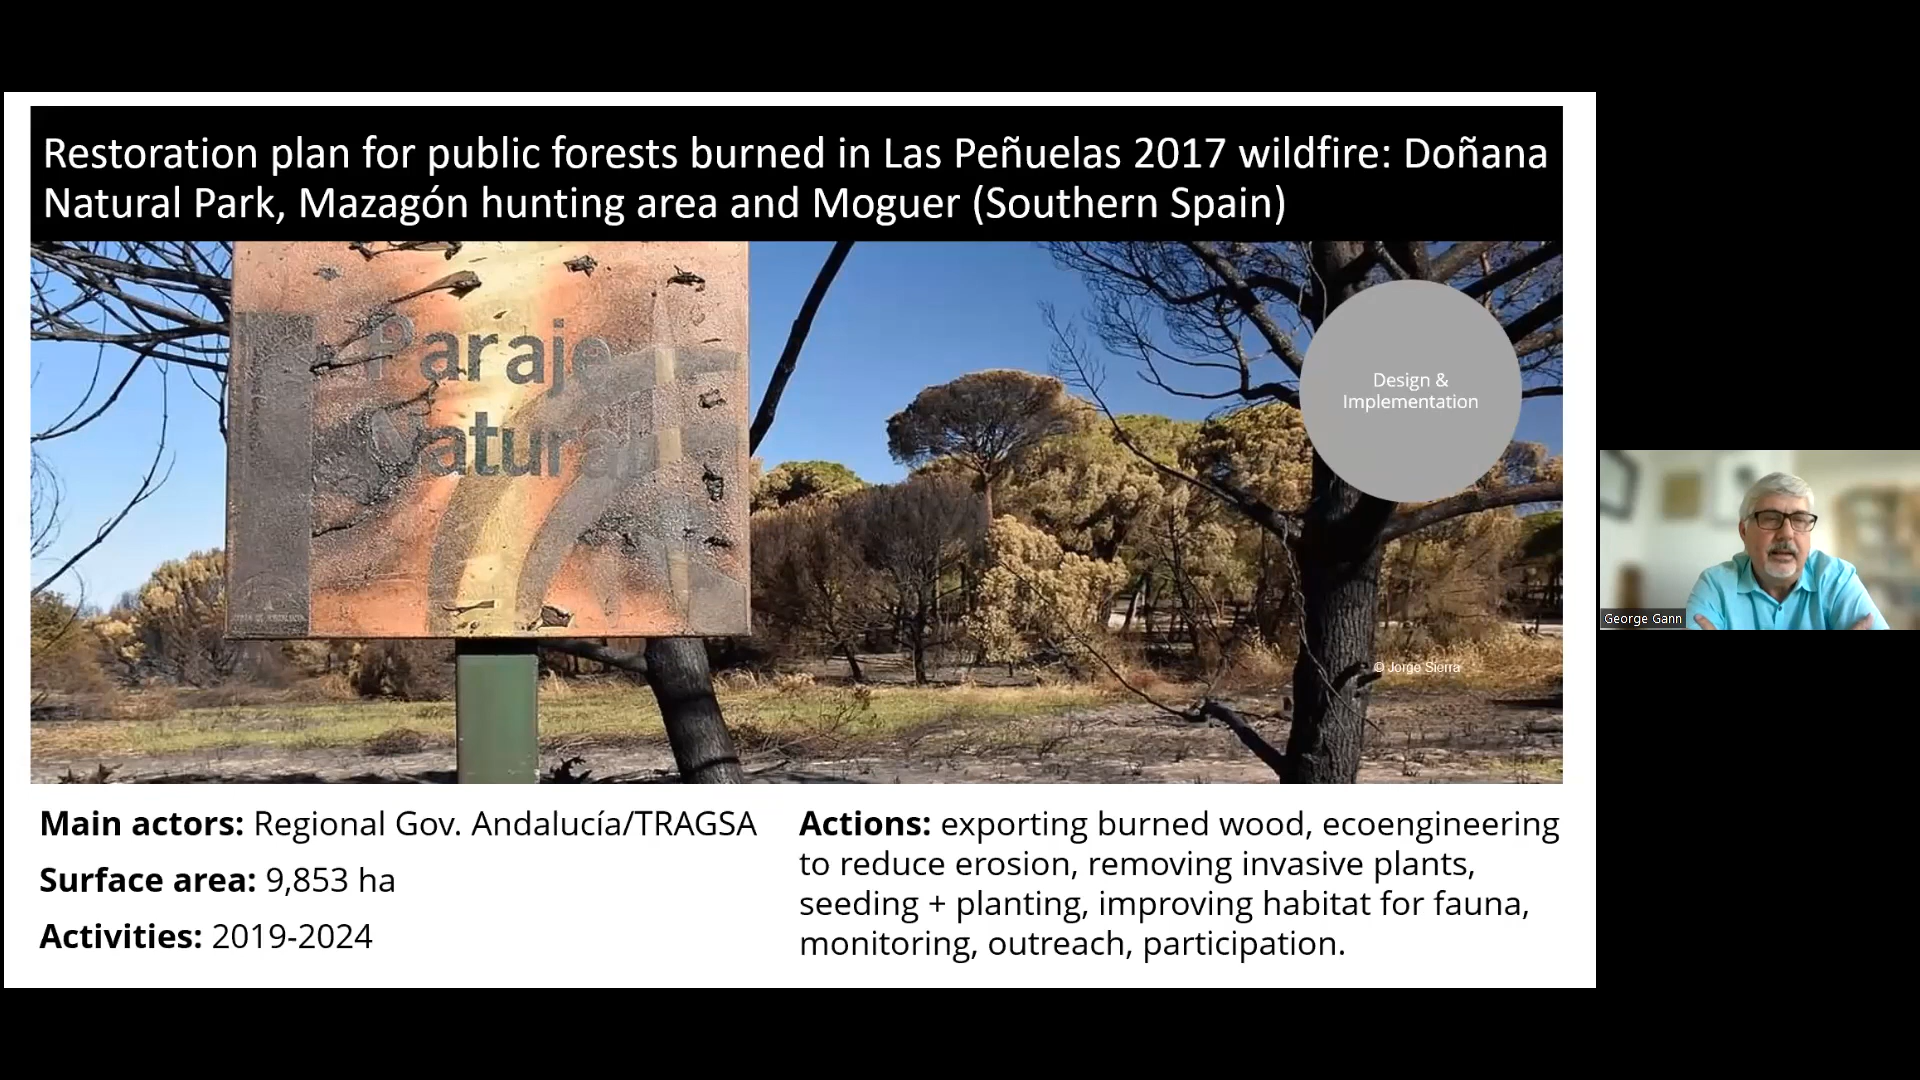 Restoration plan for public forests burned in Las Peñuelas 2017 wildfire: Doñana
Natural Park, Mazagón hunting area and Moguer (Southern Spain)
Paraje
Natural
Design &
Implementation
© Jorge Sierra
George Gann
Main actors: Regional Gov. Andalucía/TRAGSA
Surface area: 9,853 ha
Activities: 2019-2024
Actions: exporting burned wood, ecoengineering
to reduce erosion, removing invasive plants,
seeding + planting, improving habitat for fauna,
monitoring, outreach, participation.